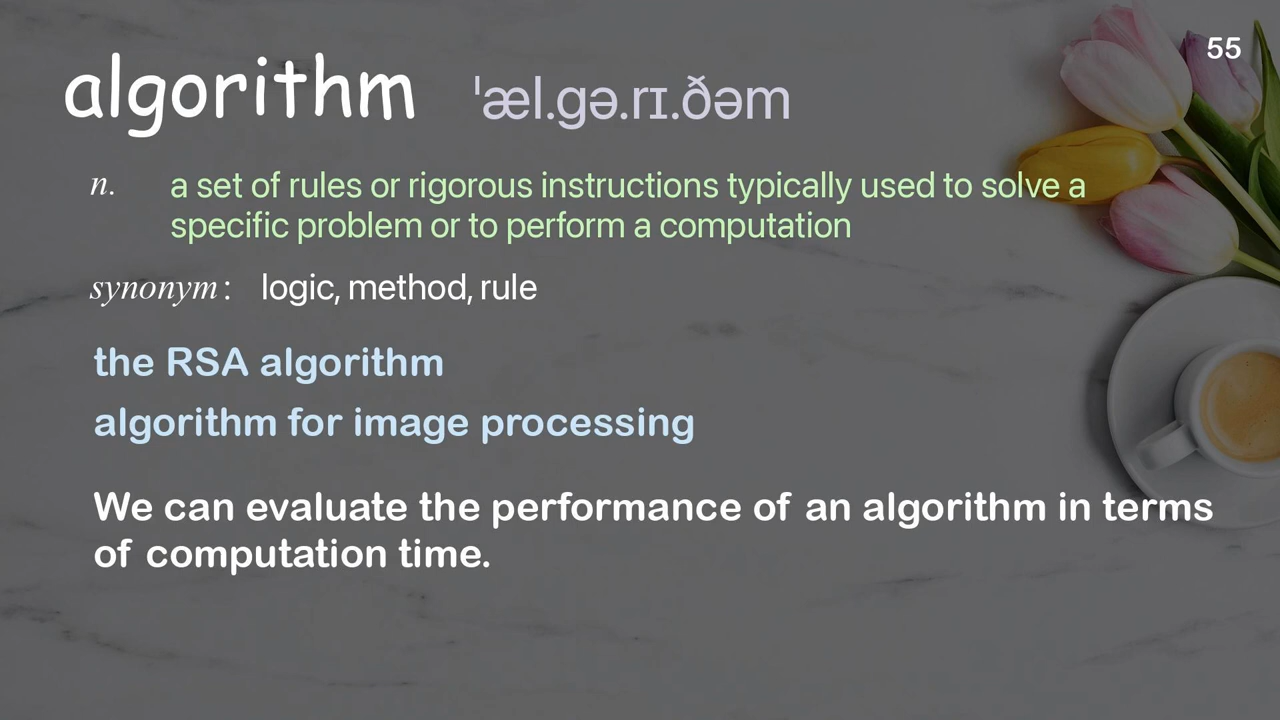 55
algorithm ˈæl.gə.rɪ.ðəm
n. a set of rules or rigorous instructions typically used to solve a
specific problem or to perform a computation
synonym: logic, method, rule
the RSA algorithm
algorithm for image processing
We can evaluate the performance of an algorithm in terms
of computation time.